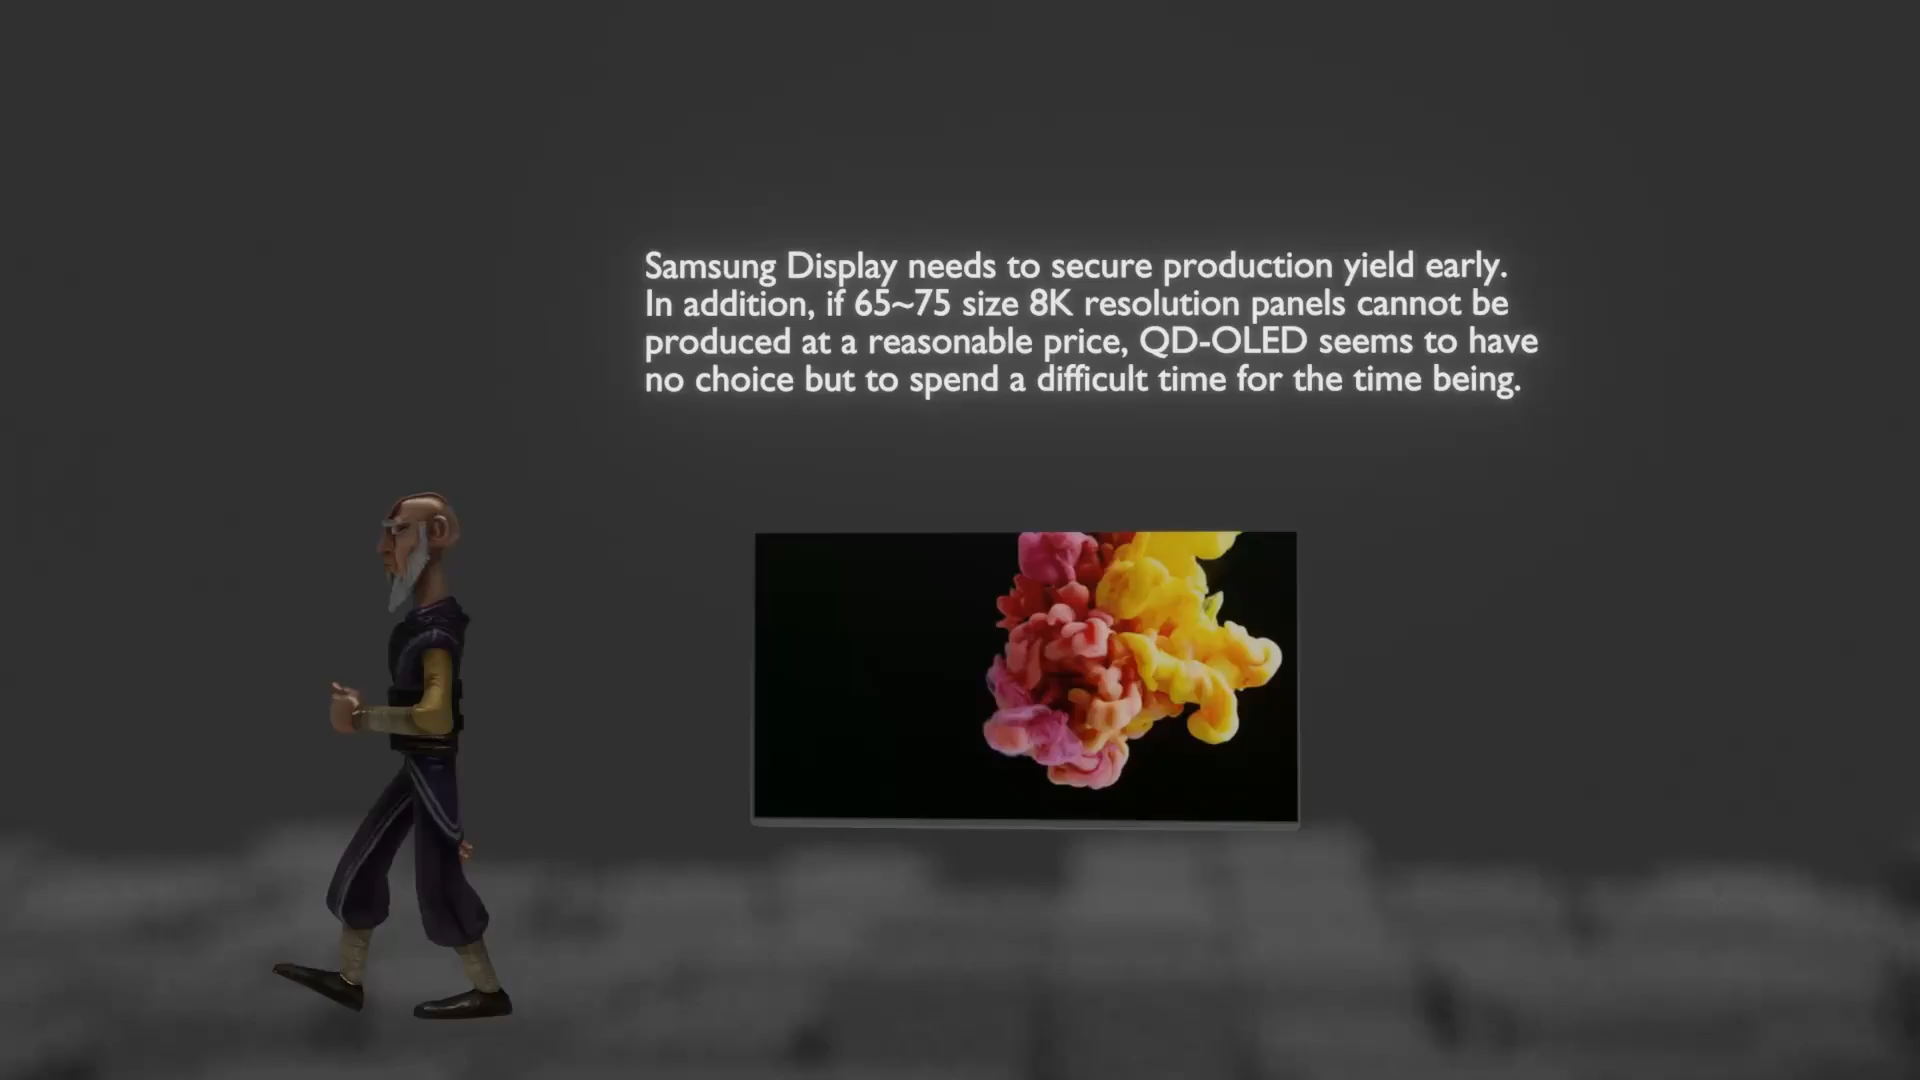 Samsung Display needs to secure production yield early.
In addition, if 65~75 size 8K resolution panels cannot be
produced at a reasonable price, QD-OLED seems to have
no choice but to spend a difficult time for the time being.